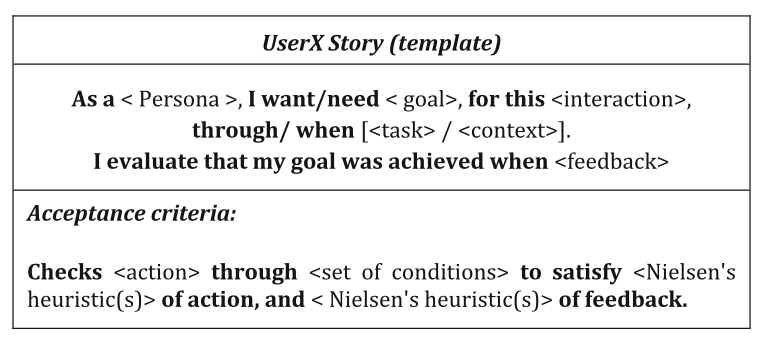 UserX Story (template)
As a < Persona >, I want/need < goal>, for this <interaction>,
through/ when [<task> / <context>].
I evaluate that my goal was achieved when <feedback>
Acceptance criteria:
Checks <action> through <set of conditions> to satisfy <Nielsen's
heuristic(s)> of action, and < Nielsen's heuristic(s)> of feedback.